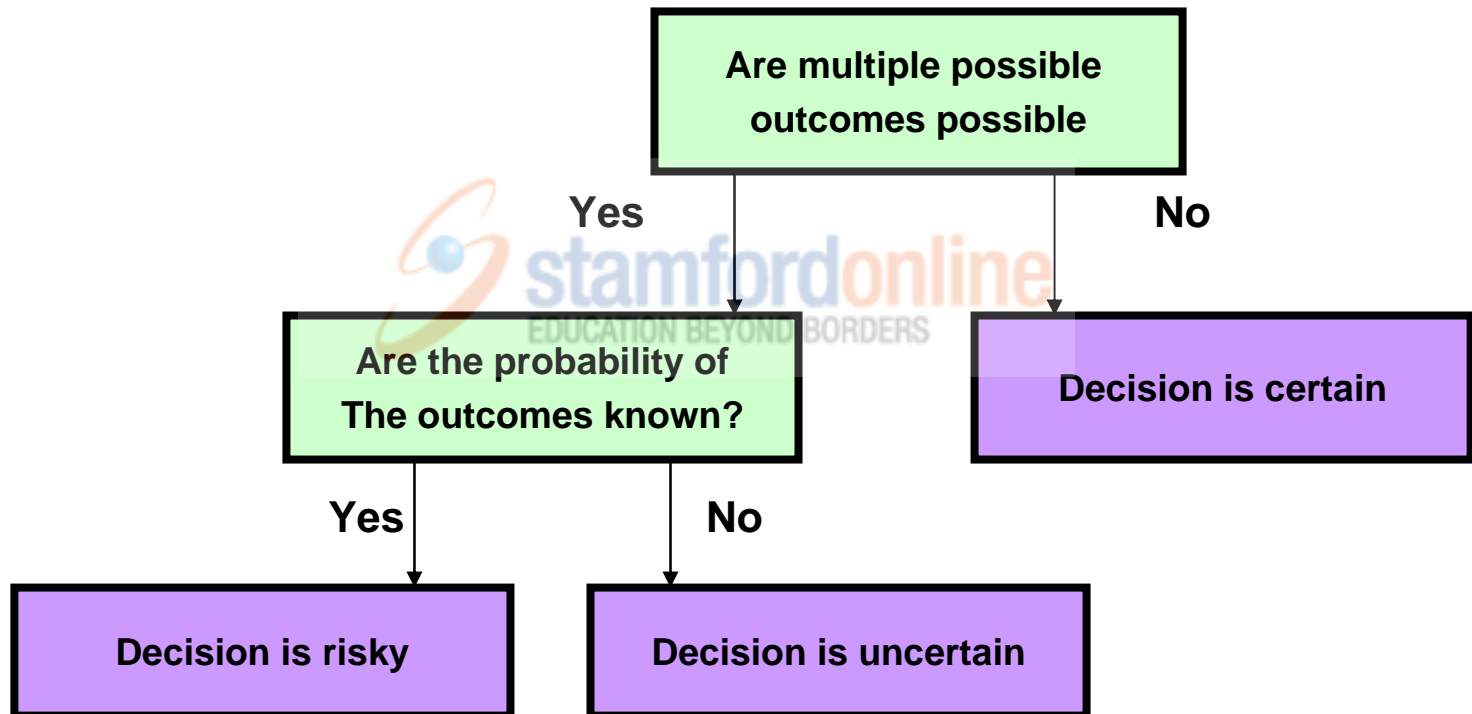 Are multiple possible
outcomes possible
Yes
No
stamfordonline
EDUCATION BEYOND BORDERS
Are the probability of
The outcomes known?
Decision is certain
Yes
No
Decision is risky
Decision is uncertain